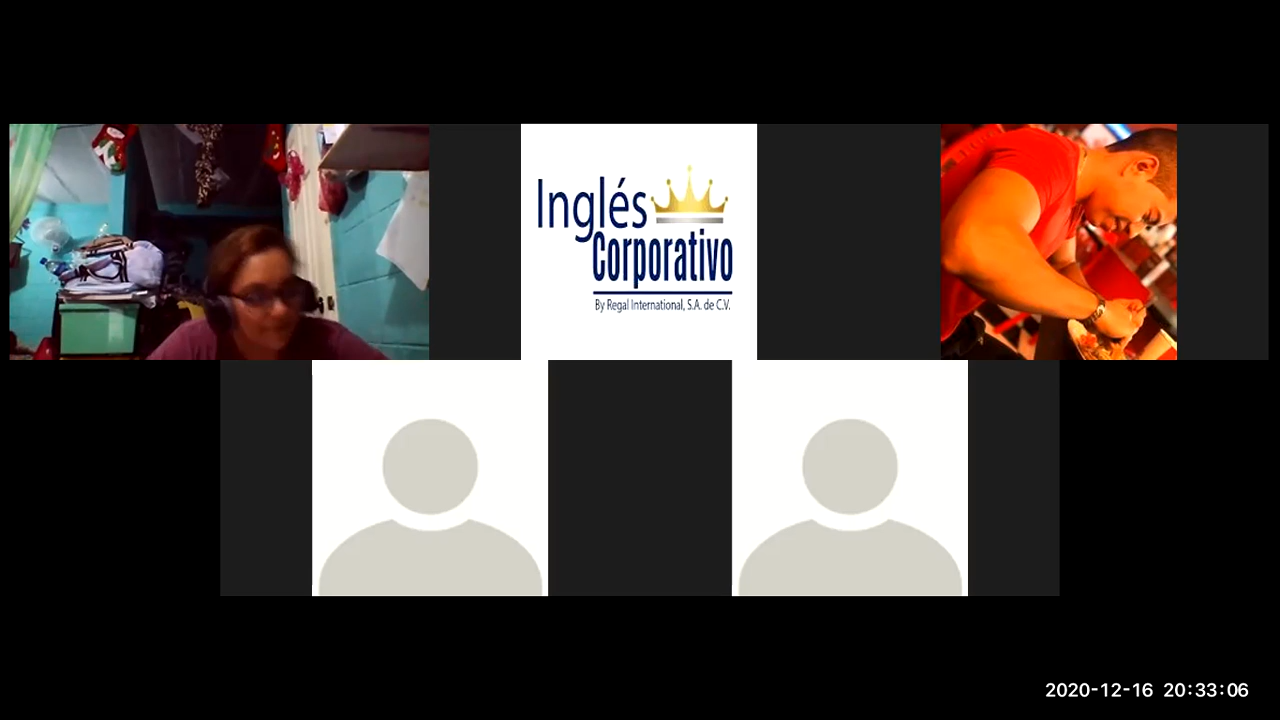 Inglés
Corporativo
By Regal International, S.A. de C.V.
2020-12-16 20:33:06